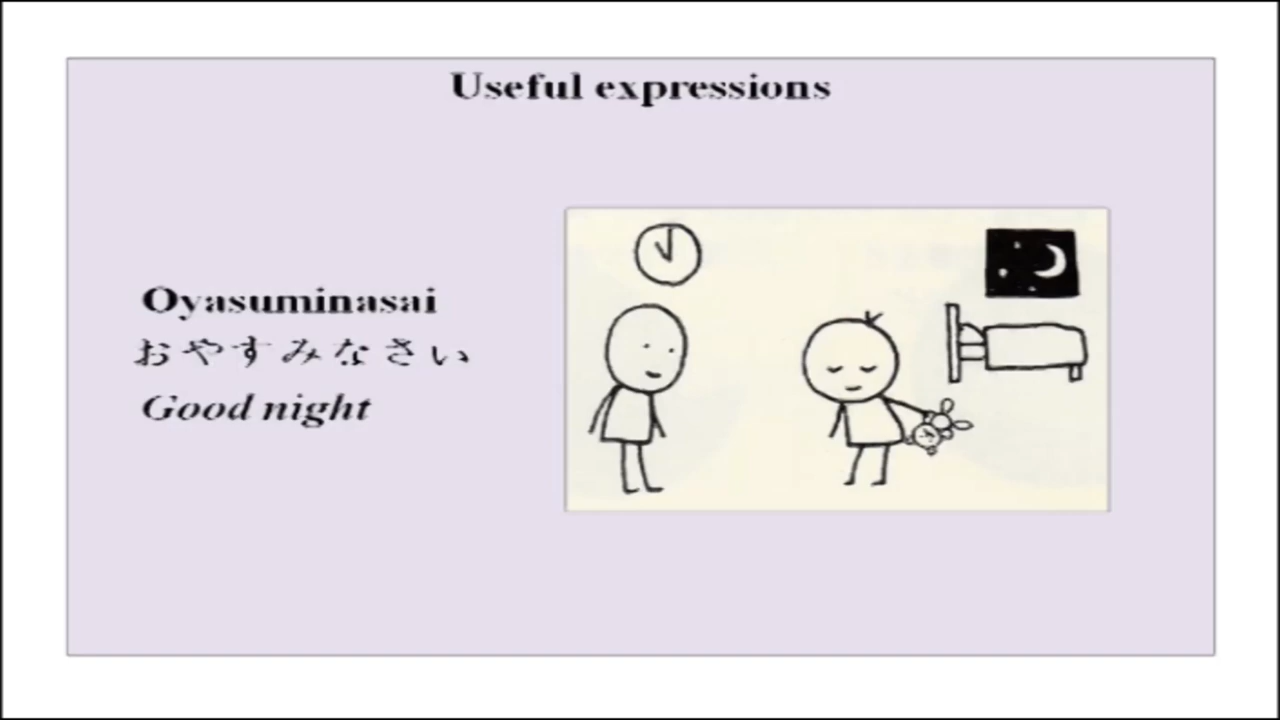 Useful expressions
Oyasuminasai
おやすみなさい
Good night